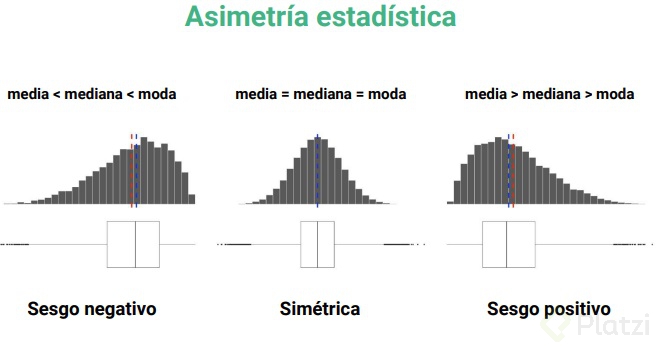 Asimetría estadística
media < mediana < moda
media = mediana = moda
media > mediana > moda
Sesgo negativo
Simétrica
Sesgo positivo
Platzi